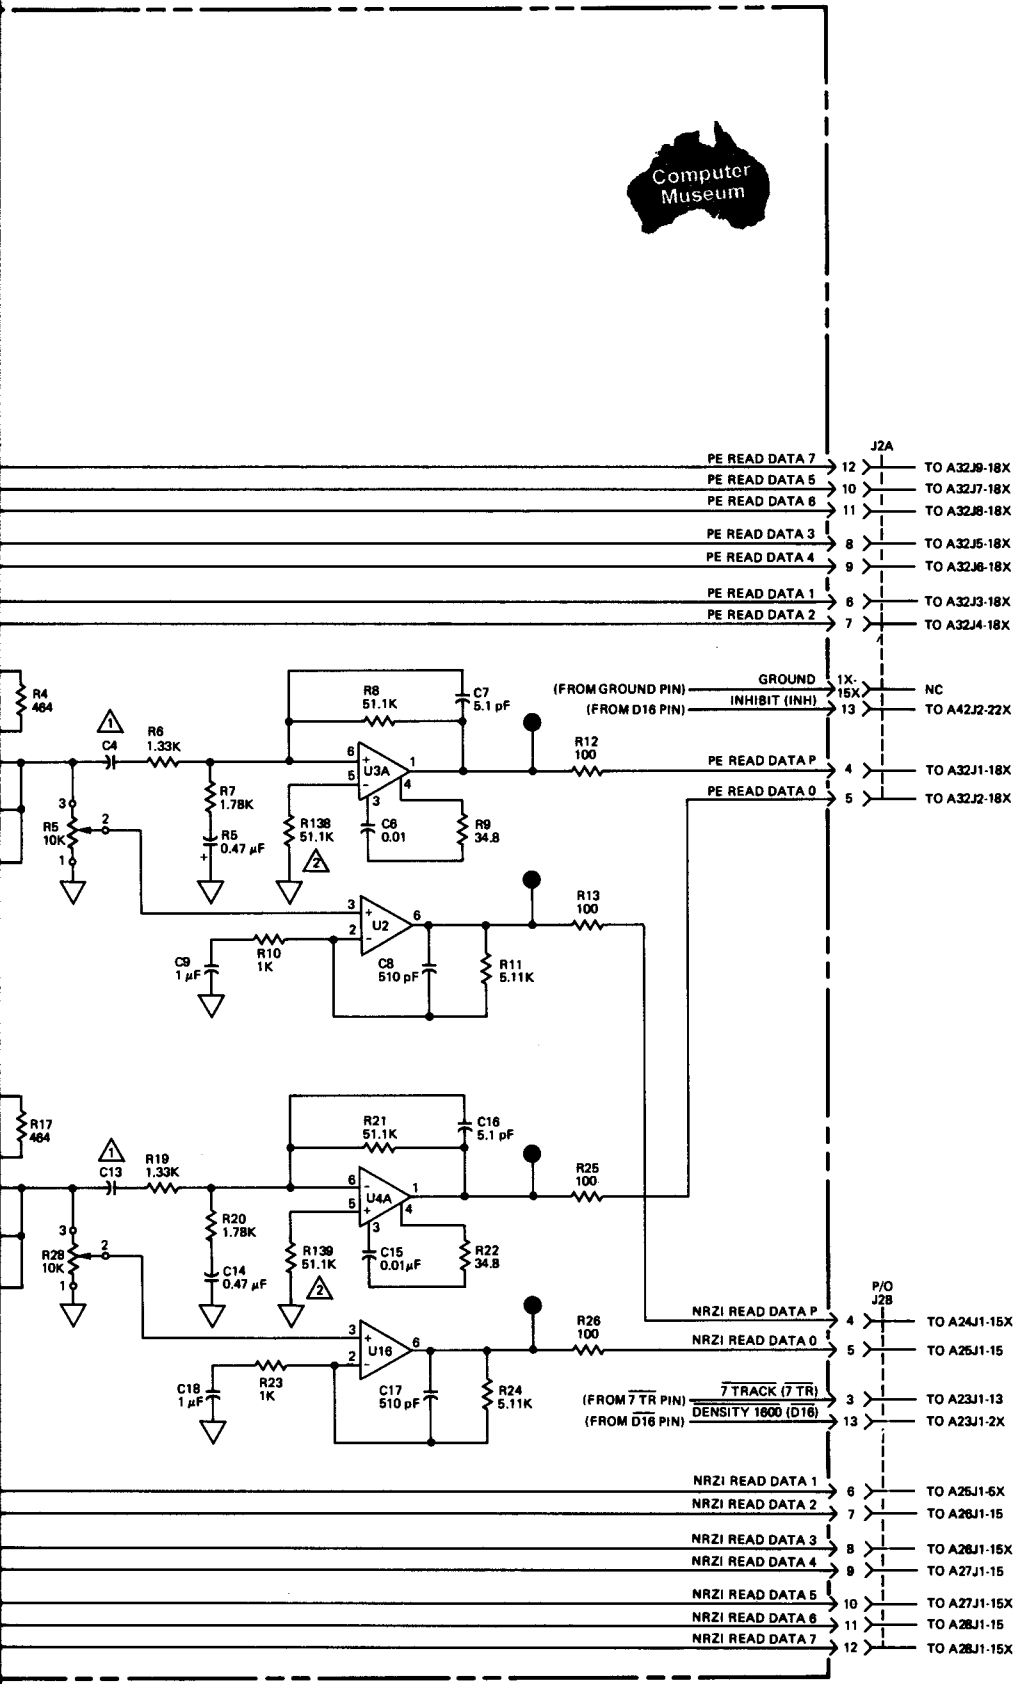 Computer
Museum
J2A
PE READ DATA 7 12 TO A32J9-18X
PE READ DATA 5 10 TO A32J7-18X
PE READ DATA 6 11 TO A32J8-18X
PE READ DATA 3 8 TO A32J5-18X
PE READ DATA 4 9 TO A32J6-18X
PE READ DATA 1 6 TO A32J3-18X
PE READ DATA 2 7 TO A32J4-18X
(FROM GROUND PIN) GROUND 1X-15X NC
(FROM D16 PIN) INHIBIT (INH) 13 TO A42J2-22X
R4
464
1
C4
R6
1.33K
R8
51.1K
C7
5.1 pF
6
+
5
-
U3A
1
4
3
R12
100
PE READ DATA P 4 TO A32J1-18X
PE READ DATA 0 5 TO A32J2-18X
R7
1.78K
3
R5
10K
2
1
R5
0.47 µF
+
R138
51.1K
2
C6
0.01
R9
34.8
3
+
2
-
U2
6
R13
100
C9
1 µF
R10
1K
C8
510 pF
R11
5.11K
R17
464
1
C13
R19
1.33K
R21
51.1K
C16
5.1 pF
6
-
5
+
U4A
1
4
3
R25
100
R20
1.78K
3
R28
10K
2
1
C14
0.47 µF
R139
51.1K
2
C15
0.01µF
R22
34.8
P/O
J2B
3
+
2
-
U16
6
R26
100
NRZI READ DATA P 4 TO A24J1-15X
NRZI READ DATA 0 5 TO A25J1-15
C18
1 µF
R23
1K
C17
510 pF
R24
5.11K
(FROM 7 TR PIN) 7 TRACK (7 TR) 3 TO A23J1-13
(FROM D16 PIN) DENSITY 1600 (D16) 13 TO A23J1-2X
NRZI READ DATA 1 6 TO A25J1-5X
NRZI READ DATA 2 7 TO A26J1-15
NRZI READ DATA 3 8 TO A26J1-15X
NRZI READ DATA 4 9 TO A27J1-15
NRZI READ DATA 5 10 TO A27J1-15X
NRZI READ DATA 6 11 TO A28J1-15
NRZI READ DATA 7 12 TO A28J1-15X